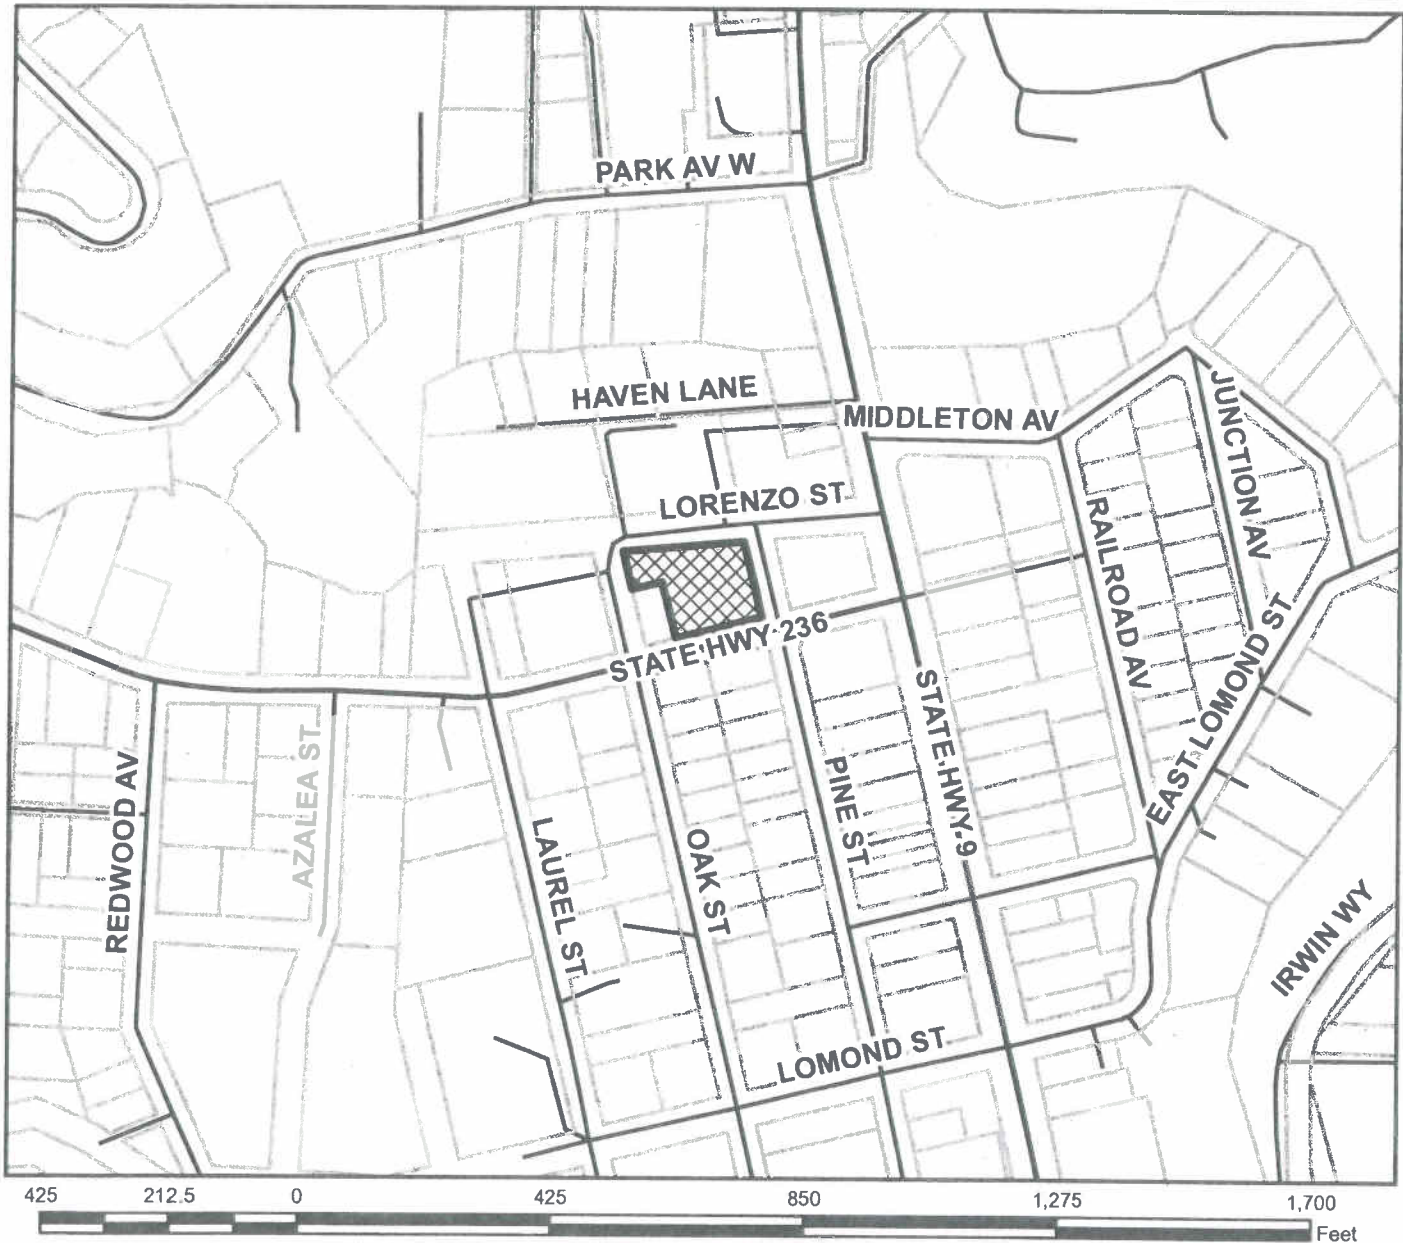 PARK AV W
HAVEN LANE
MIDDLETON AV
JUNCTION AV
LORENZO ST
RAILROAD AV
STATE HWY 236
EAST LOMOND ST
STATE HWY 9
REDWOOD AV
AZALEA ST
LAUREL ST
OAK ST
PINE ST
IRWIN WY
LOMOND ST
425 212.5 0 425 850 1,275 1,700
Feet